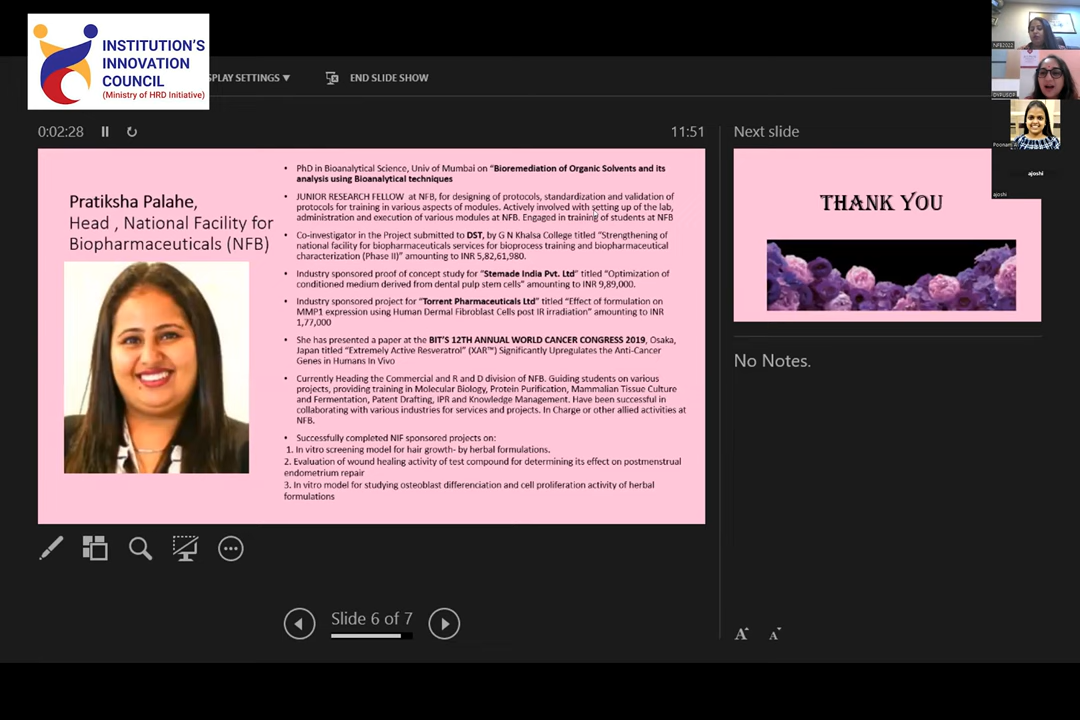 INSTITUTION'S
INNOVATION
COUNCIL
(Ministry of HRD Initiative)
SPLAY SETTINGS ▼
END SLIDE SHOW
NFB2022
DYPUSOP
Poonam A
ajoshi
ajoshi
0:02:28
11:51
Next slide
Pratiksha Palahe,
Head , National Facility for
Biopharmaceuticals (NFB)
• PhD in Bioanalytical Science, Univ of Mumbai on "Bioremediation of Organic Solvents and its
analysis using Bioanalytical techniques
• JUNIOR RESEARCH FELLOW at NFB, for designing of protocols, standardization and validation of
protocols for training in various aspects of modules. Actively involved with setting up of the lab,
administration and execution of various modules at NFB. Engaged in training of students at NFB
• Co-investigator in the Project submitted to DST, by G N Khalsa College titled "Strengthening of
national facility for biopharmaceuticals services for bioprocess training and biopharmaceutical
characterization (Phase II)" amounting to INR 5,82,61,980.
• Industry sponsored proof of concept study for "Stemade India Pvt. Ltd" titled "Optimization of
conditioned medium derived from dental pulp stem cells" amounting to INR 9,89,000.
• Industry sponsored project for "Torrent Pharmaceuticals Ltd" titled "Effect of formulation on
MMP1 expression using Human Dermal Fibroblast Cells post IR irradiation" amounting to INR
1,77,000
• She has presented a paper at the BIT'S 12TH ANNUAL WORLD CANCER CONGRESS 2019, Osaka,
Japan titled "Extremely Active Resveratrol" (XAR™) Significantly Upregulates the Anti-Cancer
Genes in Humans In Vivo
• Currently Heading the Commercial and R and D division of NFB. Guiding students on various
projects, providing training in Molecular Biology, Protein Purification, Mammalian Tissue Culture
and Fermentation, Patent Drafting, IPR and Knowledge Management. Have been successful in
collaborating with various industries for services and projects. In Charge or other allied activities at
NFB.
• Successfully completed NIF sponsored projects on:
1. In vitro screening model for hair growth- by herbal formulations.
2. Evaluation of wound healing activity of test compound for determining its effect on postmenstrual
endometrium repair
3. In vitro model for studying osteoblast differenciation and cell proliferation activity of herbal
formulations
THANK YOU
No Notes.
Slide 6 of 7
A A